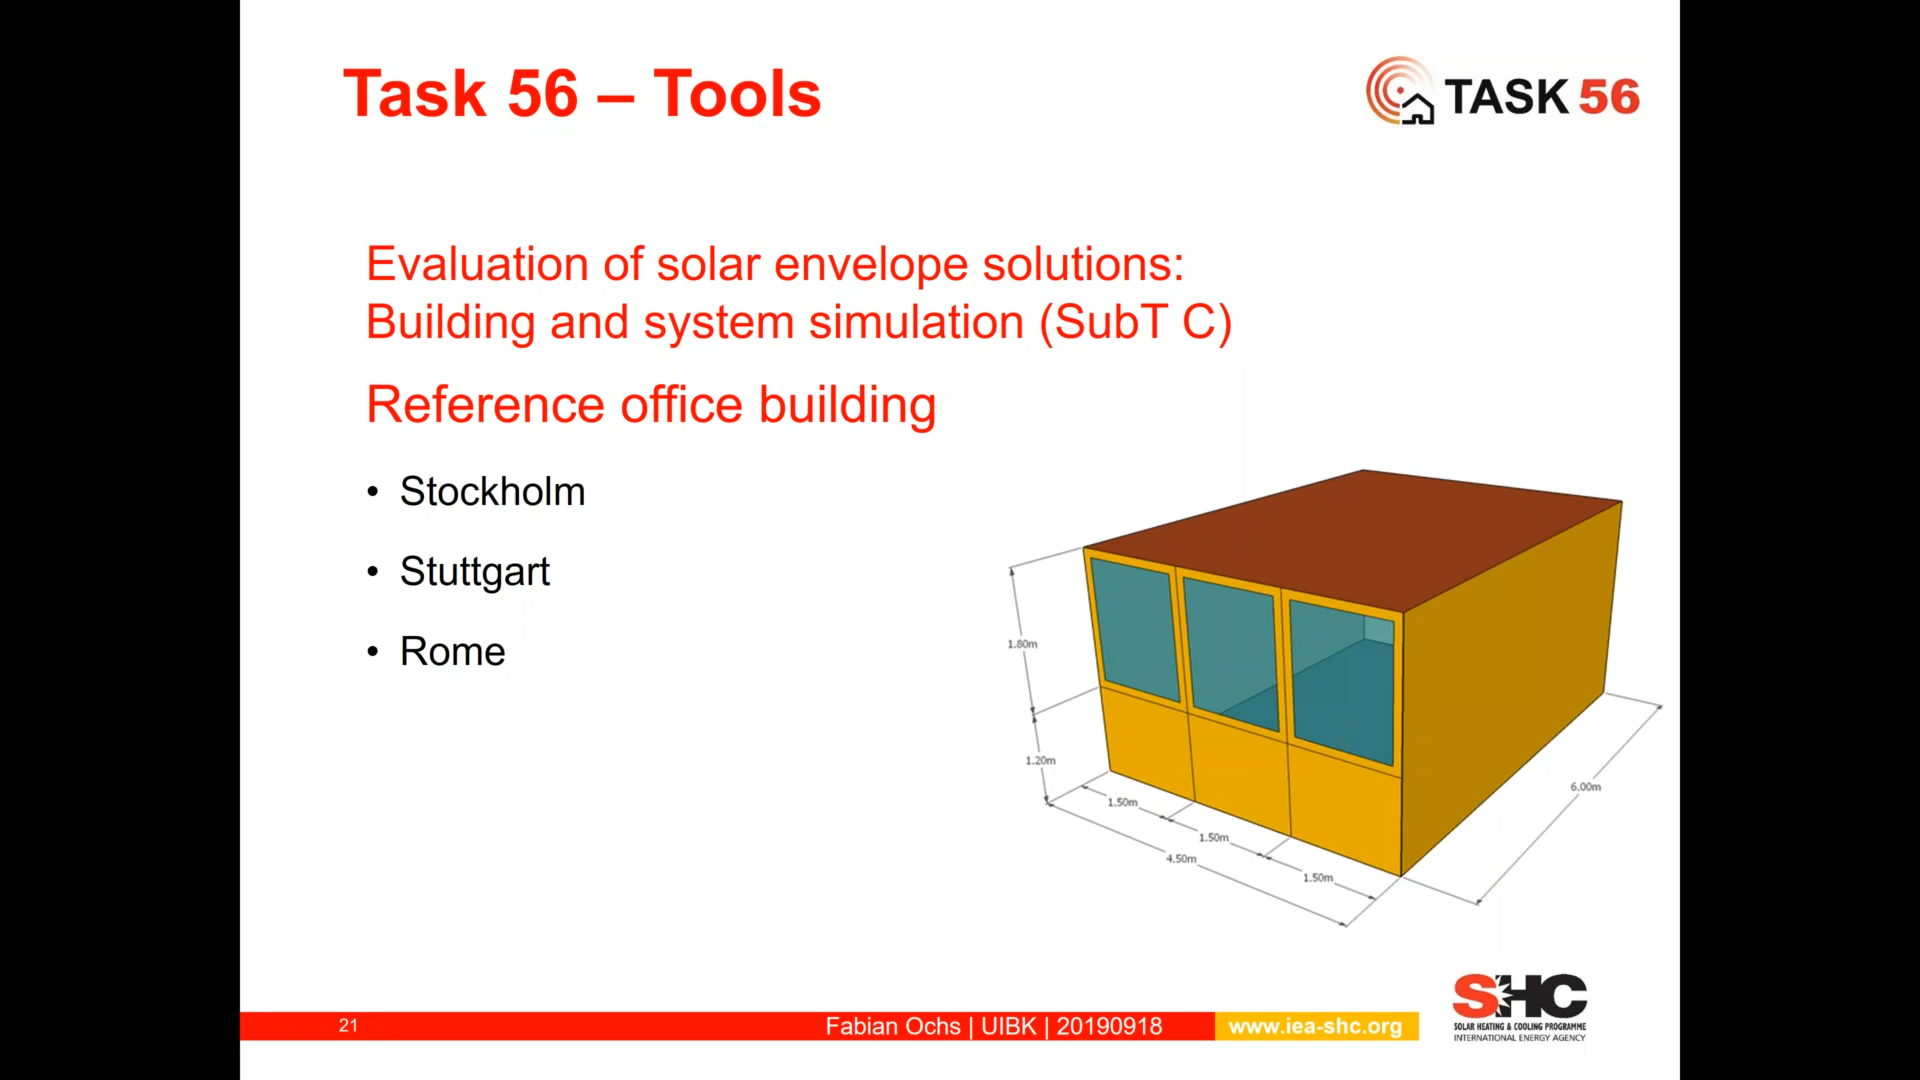 Task 56 – Tools
TASK 56
Evaluation of solar envelope solutions:
Building and system simulation (SubT C)
Reference office building
• Stockholm
• Stuttgart
• Rome
1.80m
1.20m
1.50m
1.50m
4.50m
1.50m
6.00m
21
Fabian Ochs | UIBK | 20190918
www.iea-shc.org
SHC
SOLAR HEATING & COOLING PROGRAMME
INTERNATIONAL ENERGY AGENCY